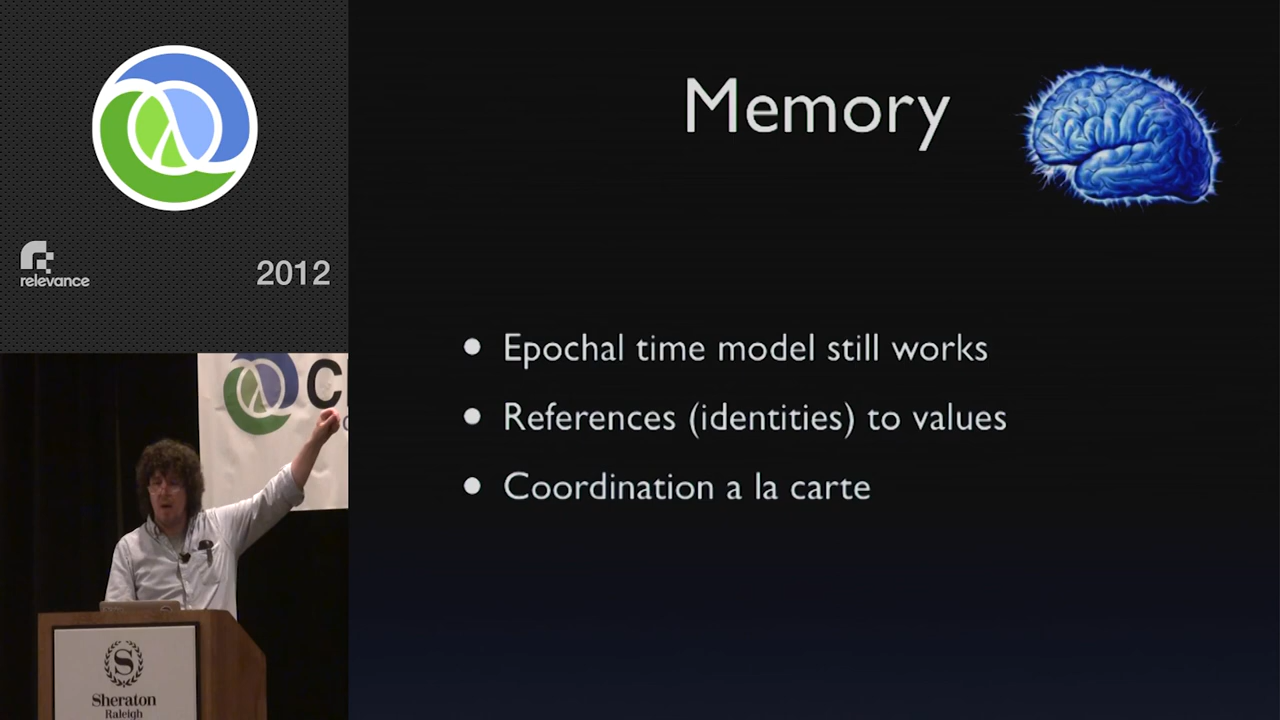 relevance
2012
Memory
Epochal time model still works
References (identities) to values
Coordination a la carte
S
Sheraton
Raleigh